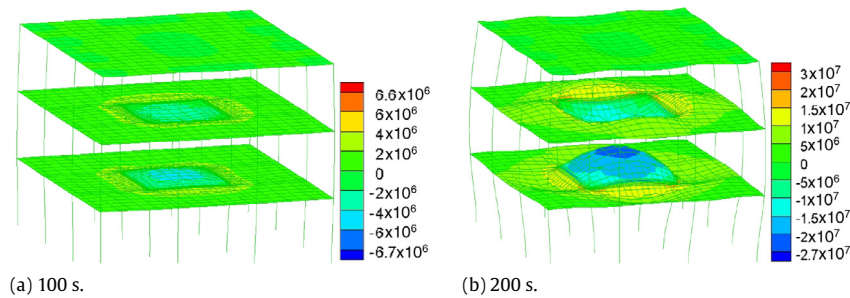 6.6x10⁶
6x10⁶
4x10⁶
2x10⁶
0
-2x10⁶
-4x10⁶
-6x10⁶
-6.7x10⁶
3x10⁷
2x10⁷
1.5x10⁷
1x10⁷
5x10⁶
0
-5x10⁶
-1x10⁷
-1.5x10⁷
-2x10⁷
-2.7x10⁷
(a) 100 s.
(b) 200 s.